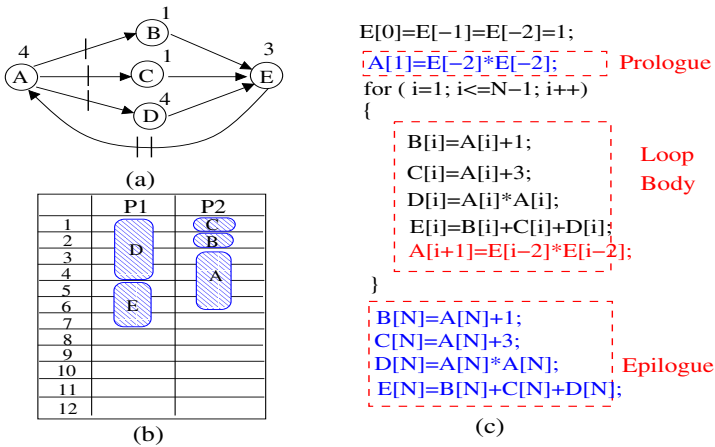 1
B
4
A
1
C
3
E
D
4
(a)
P1 P2
1
2
3
4
5
6
7
8
9
10
11
12
D
E
C
B
A
(b)
E[0]=E[−1]=E[−2]=1;
A[1]=E[−2]*E[−2]; Prologue
for ( i=1; i<=N−1; i++)
{
B[i]=A[i]+1;
C[i]=A[i]+3;
D[i]=A[i]*A[i];
E[i]=B[i]+C[i]+D[i];
A[i+1]=E[i−2]*E[i−2];
Loop
Body
}
B[N]=A[N]+1;
C[N]=A[N]+3;
D[N]=A[N]*A[N];
E[N]=B[N]+C[N]+D[N];
Epilogue
(c)